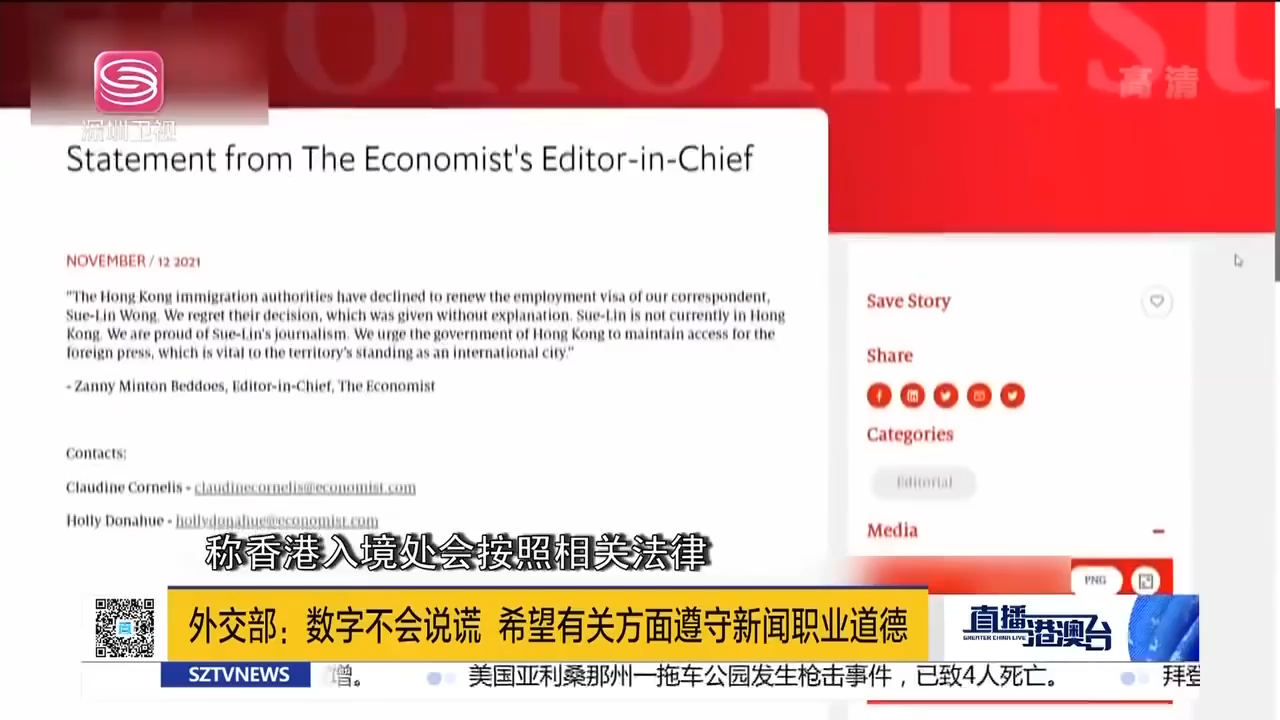 onomist
高清
深圳卫视
Statement from The Economist's Editor-in-Chief
NOVEMBER / 12 2021
"The Hong Kong immigration authorities have declined to renew the employment visa of our correspondent,
Sue-Lin Wong. We regret their decision, which was given without explanation. Sue-Lin is not currently in Hong
Kong. We are proud of Sue-Lin's journalism. We urge the government of Hong Kong to maintain access for the
foreign press, which is vital to the territory's standing as an international city."
- Zanny Minton Beddoes, Editor-in-Chief, The Economist
Contacts:
Claudine Cornelis - claudinecornelis@economist.com
Holly Donahue - hollydonahue@economist.com
Save Story
Share
Categories
Editorial
Media
PNG
称香港入境处会按照相关法律
外交部：数字不会说谎 希望有关方面遵守新闻职业道德
直播港澳台
GREATER CHINA LIVE
SZTVNEWS
增。 美国亚利桑那州一拖车公园发生枪击事件，已致4人死亡。 拜登